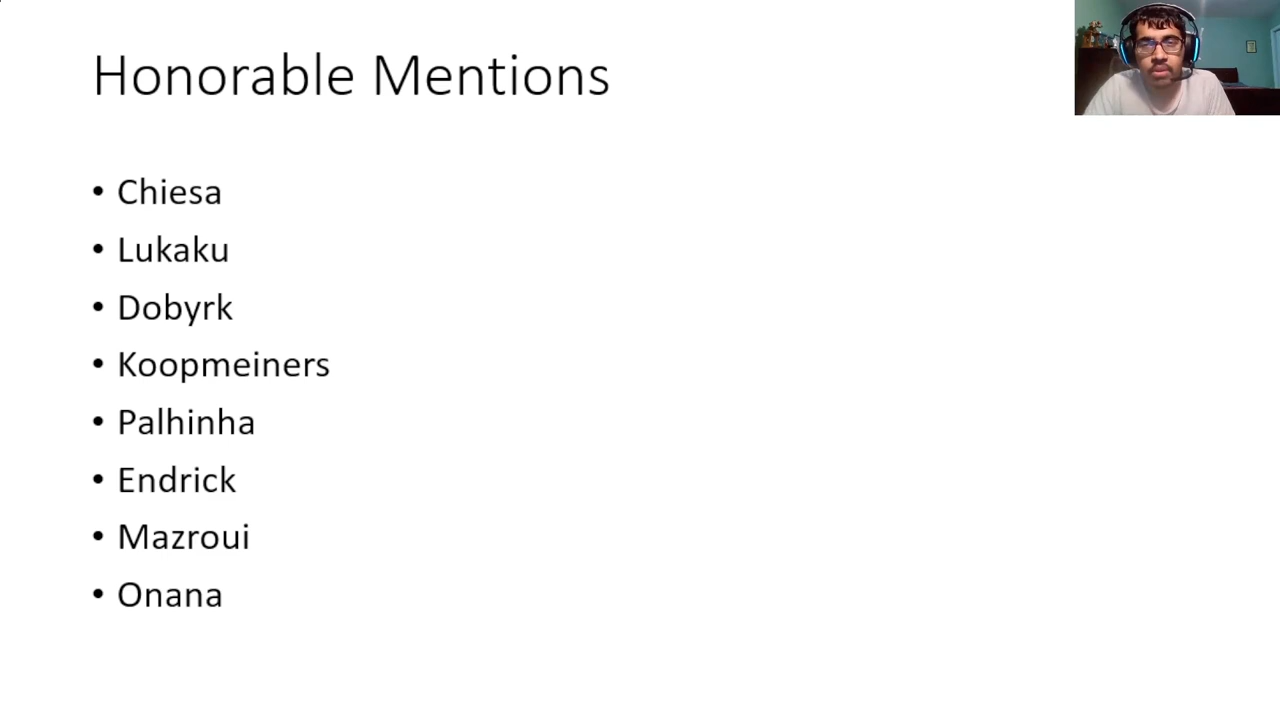 Honorable Mentions
• Chiesa
• Lukaku
• Dobyrk
• Koopmeiners
• Palhinha
• Endrick
• Mazroui
• Onana